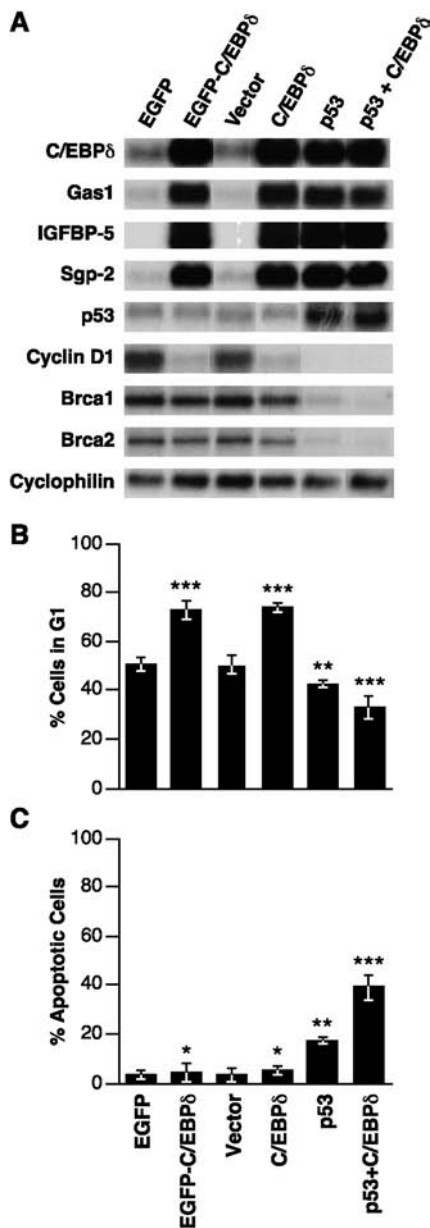 A
EGFP
EGFP-C/EBPδ
Vector
C/EBPδ
p53
p53 + C/EBPδ
C/EBPδ
Gas1
IGFBP-5
Sgp-2
p53
Cyclin D1
Brca1
Brca2
Cyclophilin
B
% Cells in G1
100
80
60
40
20
0
***
***
**
***
C
% Apoptotic Cells
100
80
60
40
20
0
*
*
**
***
EGFP
EGFP-C/EBPδ
Vector
C/EBPδ
p53
p53+C/EBPδ